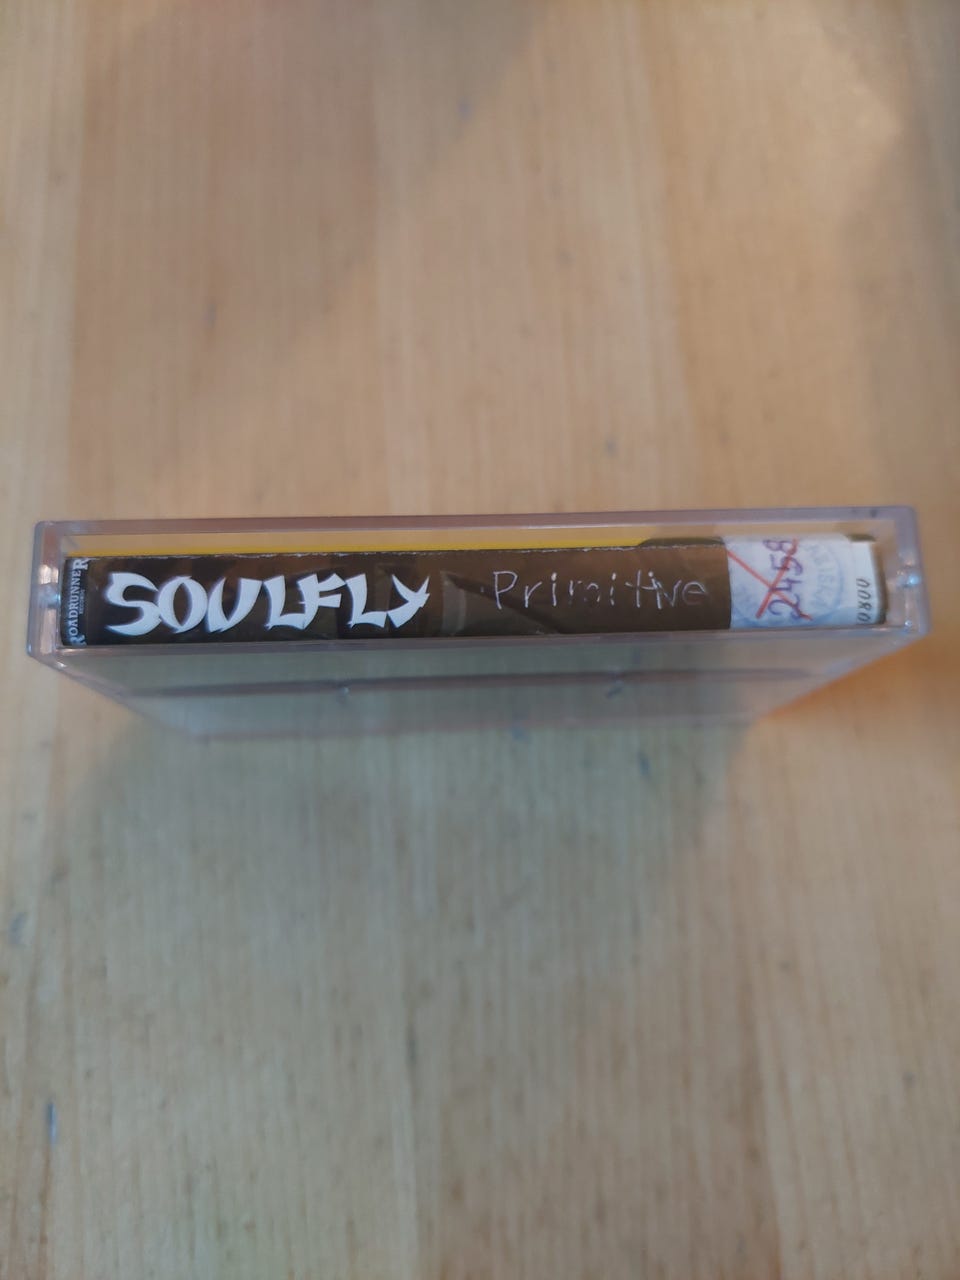 ROADRUNNER
SOULFLY
Primitive
2458
0800